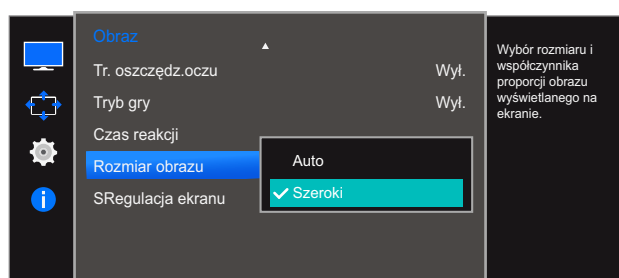 Obraz
Tr. oszczędz.oczu Wył.
Tryb gry Wył.
Czas reakcji
Rozmiar obrazu
SRegulacja ekranu
Auto
Szeroki
Wybór rozmiaru i
współczynnika
proporcji obrazu
wyświetlanego na
ekranie.